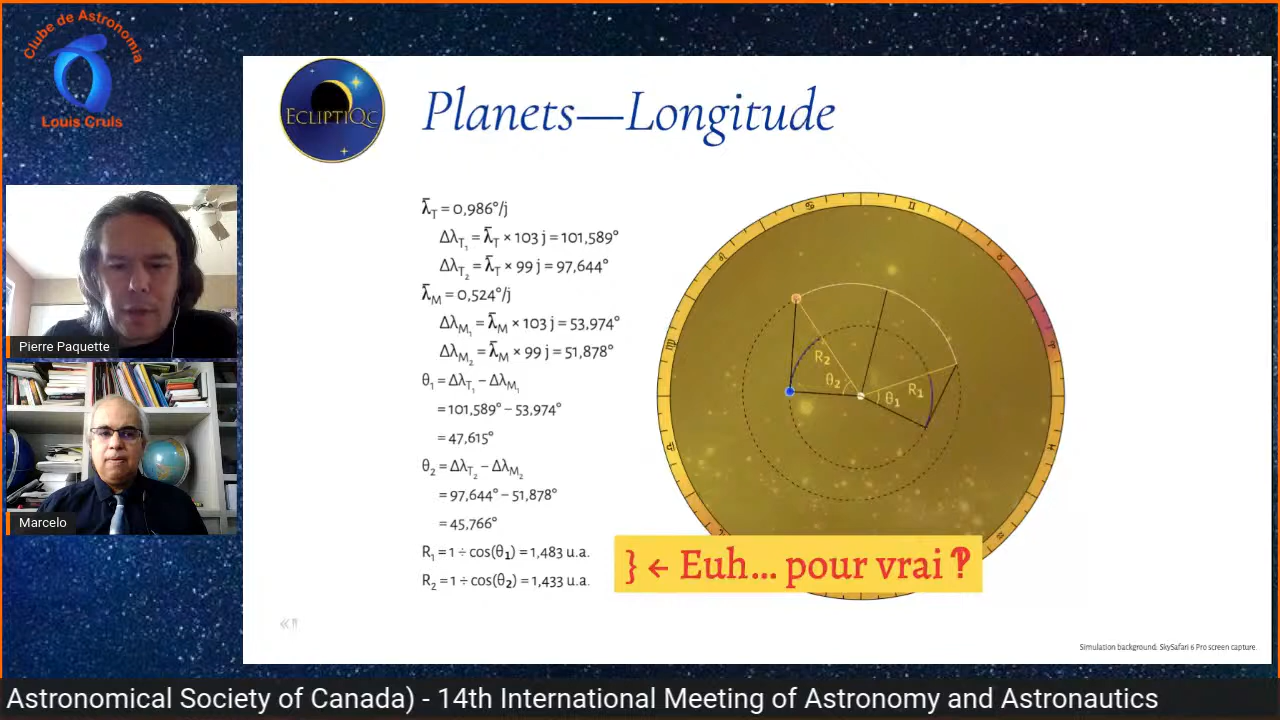 Clube de Astronomia
Louis Cruls
ECLIPTIQC
Planets—Longitude
λ̄T = 0,986°/j
ΔλT₁ = λ̄T × 103 j = 101,589°
ΔλT₂ = λ̄T × 99 j = 97,644°
λ̄M = 0,524°/j
ΔλM₁ = λ̄M × 103 j = 53,974°
ΔλM₂ = λ̄M × 99 j = 51,878°
θ₁ = ΔλT₁ – ΔλM₁
= 101,589° – 53,974°
= 47,615°
θ₂ = ΔλT₂ – ΔλM₂
= 97,644° – 51,878°
= 45,766°
R₁ = 1 ÷ cos(θ₁) = 1,483 u.a.
R₂ = 1 ÷ cos(θ₂) = 1,433 u.a.
R₂
θ₂
R₁
θ₁
} ← Euh… pour vrai ‽
Simulation background: SkySafari 6 Pro screen capture.
Pierre Paquette
Marcelo
Astronomical Society of Canada) - 14th International Meeting of Astronomy and Astronautics